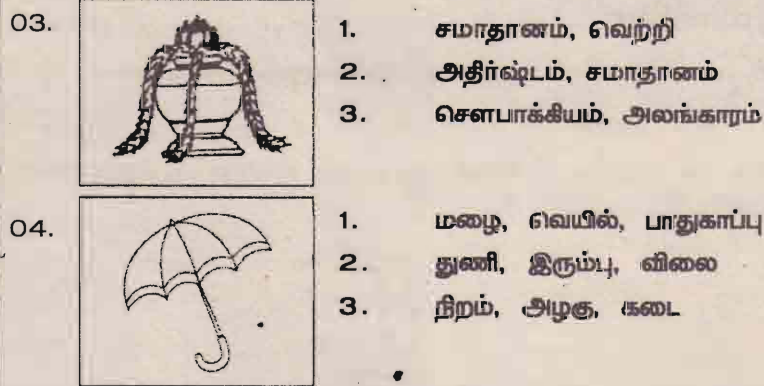 03.
1. சமாதானம், வெற்றி
2. அதிர்ஷ்டம், சமாதானம்
3. சௌபாக்கியம், அலங்காரம்
04.
1. மழை, வெயில், பாதுகாப்பு
2. துணி, இரும்பு, விலை
3. நிறம், அழகு, கடை